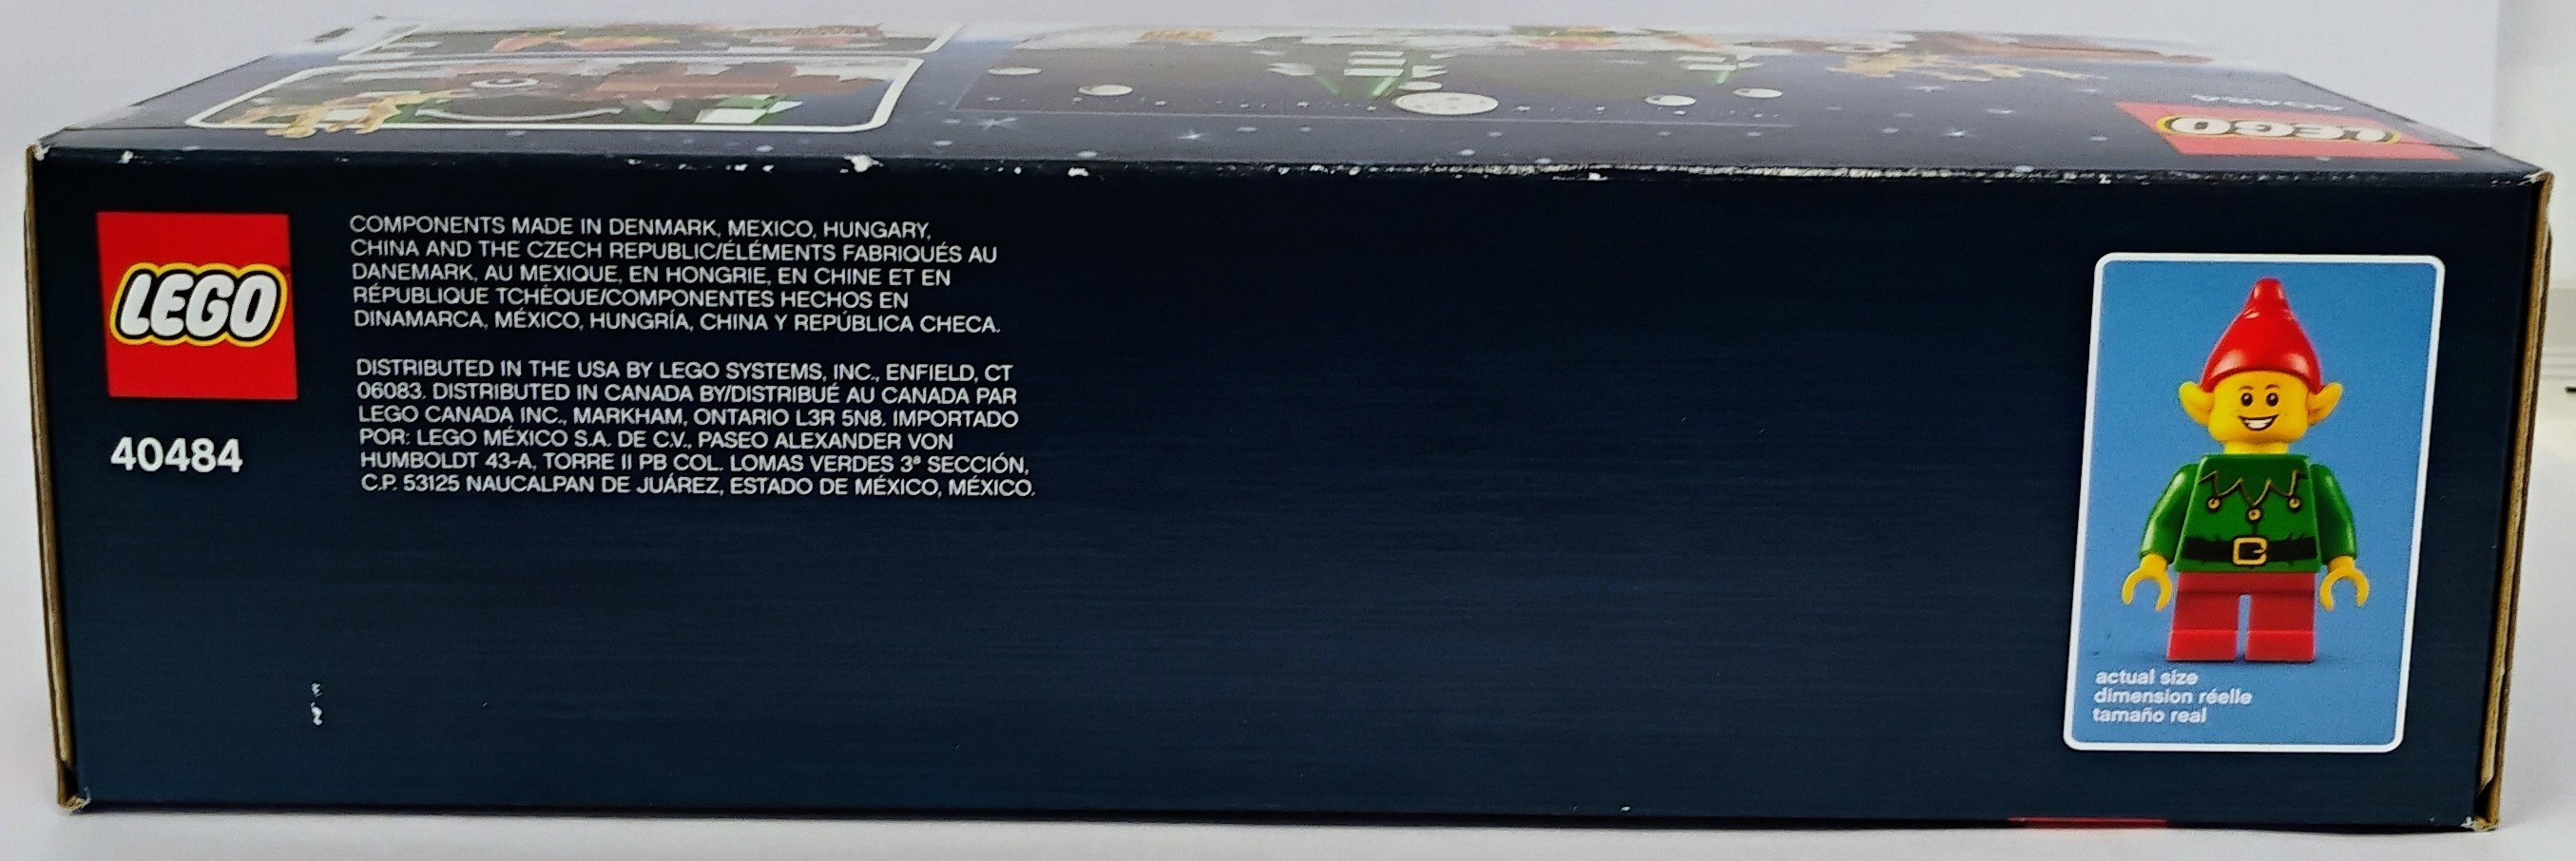 LEGO
40484
LEGO
40484
COMPONENTS MADE IN DENMARK, MEXICO, HUNGARY,
CHINA AND THE CZECH REPUBLIC/ÉLÉMENTS FABRIQUÉS AU
DANEMARK, AU MEXIQUE, EN HONGRIE, EN CHINE ET EN
RÉPUBLIQUE TCHÈQUE/COMPONENTES HECHOS EN
DINAMARCA, MÉXICO, HUNGRÍA, CHINA Y REPÚBLICA CHECA.
DISTRIBUTED IN THE USA BY LEGO SYSTEMS, INC., ENFIELD, CT
06083. DISTRIBUTED IN CANADA BY/DISTRIBUÉ AU CANADA PAR
LEGO CANADA INC., MARKHAM, ONTARIO L3R 5N8. IMPORTADO
POR: LEGO MÉXICO S.A. DE C.V., PASEO ALEXANDER VON
HUMBOLDT 43-A, TORRE II PB COL. LOMAS VERDES 3ª SECCIÓN,
C.P. 53125 NAUCALPAN DE JUÁREZ, ESTADO DE MÉXICO, MÉXICO.
actual size
dimension réelle
tamaño real